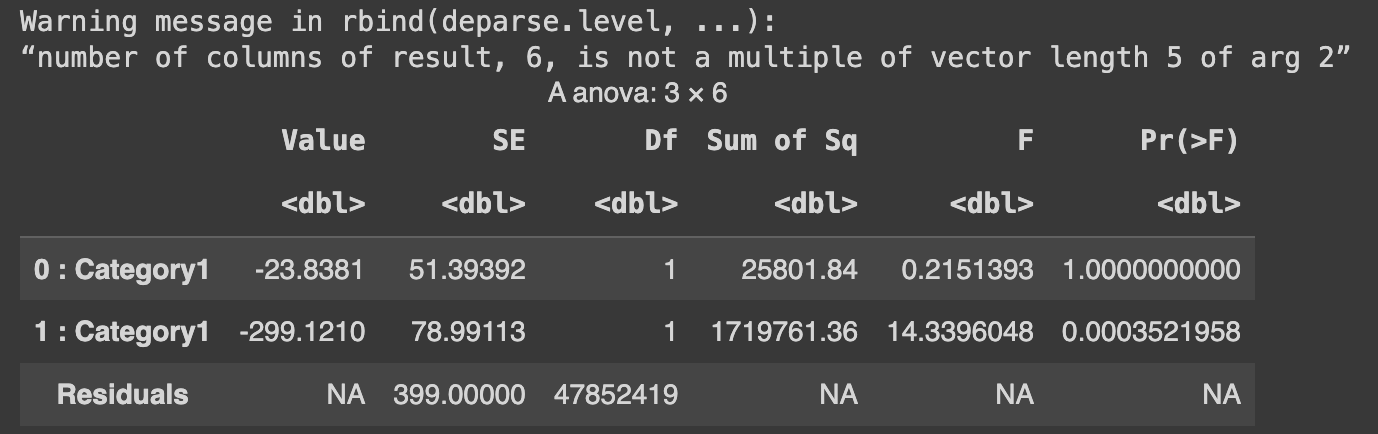 Warning message in rbind(deparse.level, ...):
“number of columns of result, 6, is not a multiple of vector length 5 of arg 2”
A anova: 3 × 6
Value SE Df Sum of Sq F Pr(>F)
<dbl> <dbl> <dbl> <dbl> <dbl> <dbl>
0 : Category1 -23.8381 51.39392 1 25801.84 0.2151393 1.0000000000
1 : Category1 -299.1210 78.99113 1 1719761.36 14.3396048 0.0003521958
Residuals NA 399.00000 47852419 NA NA NA